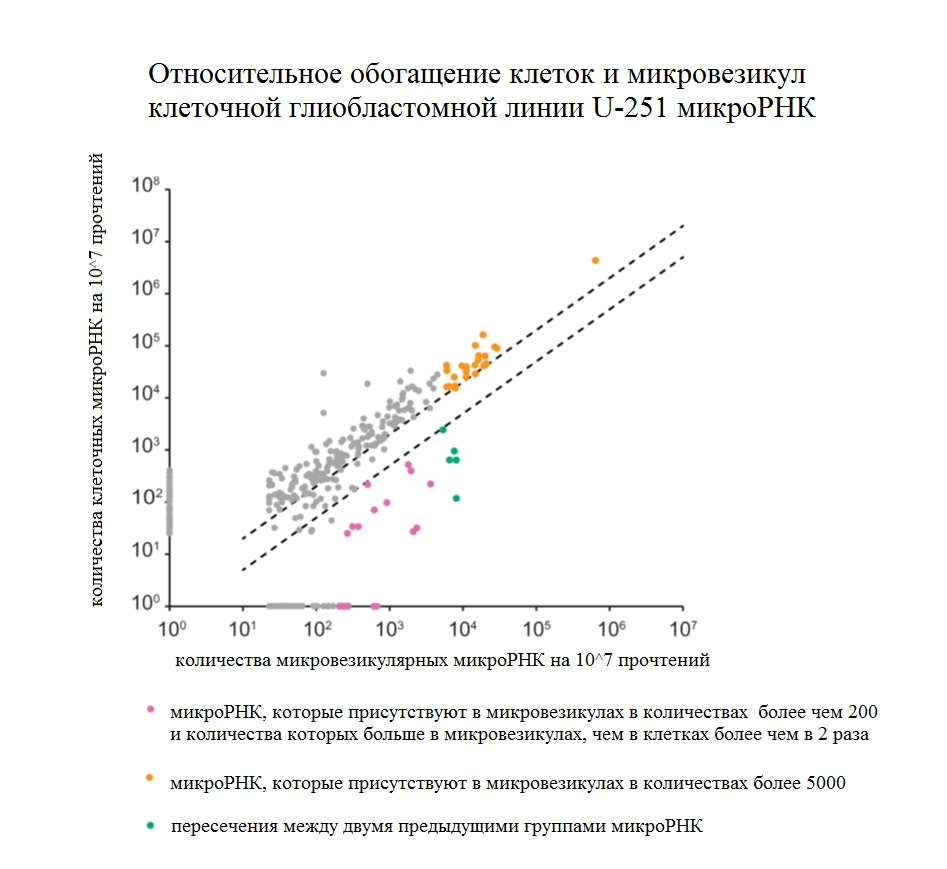 Относительное обогащение клеток и микровезикул
клеточной глиобластомной линии U-251 микроРНК
количества клеточных микроРНК на 10^7 прочтений
10⁸
10⁷
10⁶
10⁵
10⁴
10³
10²
10¹
10⁰
10⁰ 10¹ 10² 10³ 10⁴ 10⁵ 10⁶ 10⁷
количества микровезикулярных микроРНК на 10^7 прочтений
микроРНК, которые присутствуют в микровезикулах в количествах более чем 200
и количества которых больше в микровезикулах, чем в клетках более чем в 2 раза
микроРНК, которые присутствуют в микровезикулах в количествах более 5000
пересечения между двумя предыдущими группами микроРНК